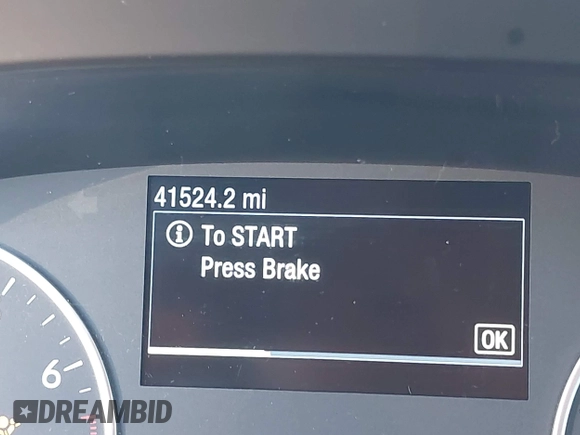 41524.2 mi
To START
Press Brake
OK
6
DREAMBID